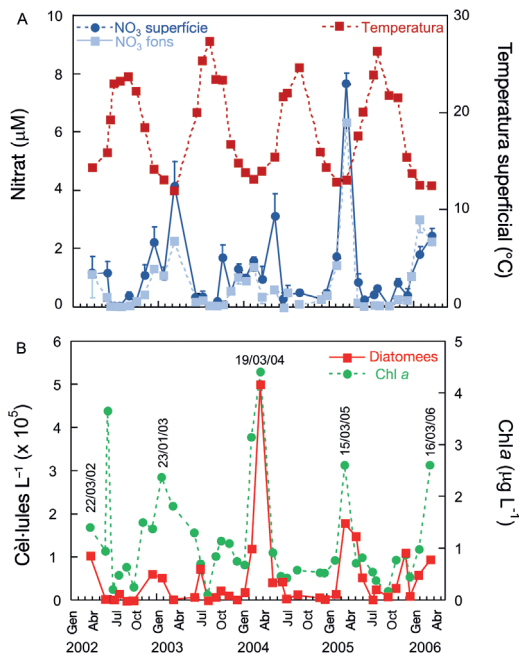 A
NO3 superfície
NO3 fons
Temperatura
Nitrat (μM)
10
8
6
4
2
0
Temperatura superficial (°C)
30
20
10
0
B
Diatomees
Chl a
Cèl·lules L–1 (x 10^5)
6
5
4
3
2
1
0
Chl a (μg L–1)
5
4
3
2
1
0
22/03/02
23/01/03
19/03/04
15/03/05
16/03/06
Gen Abr Jul Oct Gen Abr Jul Oct Gen Abr Jul Oct Gen Abr Jul Oct Gen Abr
2002 2003 2004 2005 2006